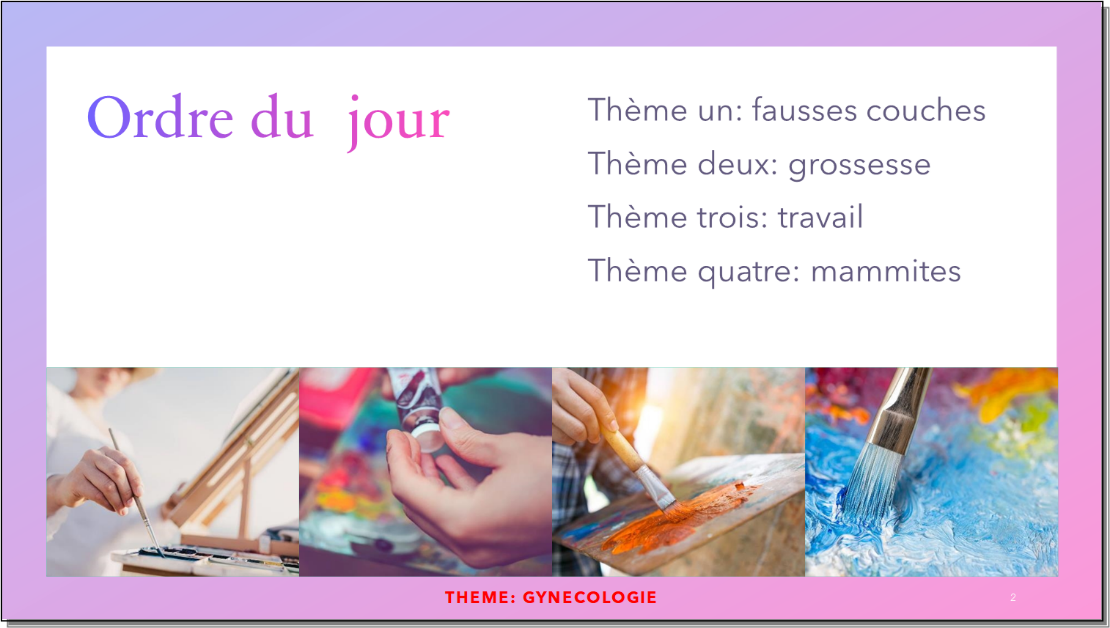 Ordre du  jour
Thème un: fausses couches
Thème deux: grossesse
Thème trois: travail
Thème quatre: mammites
THEME: GYNECOLOGIE
2